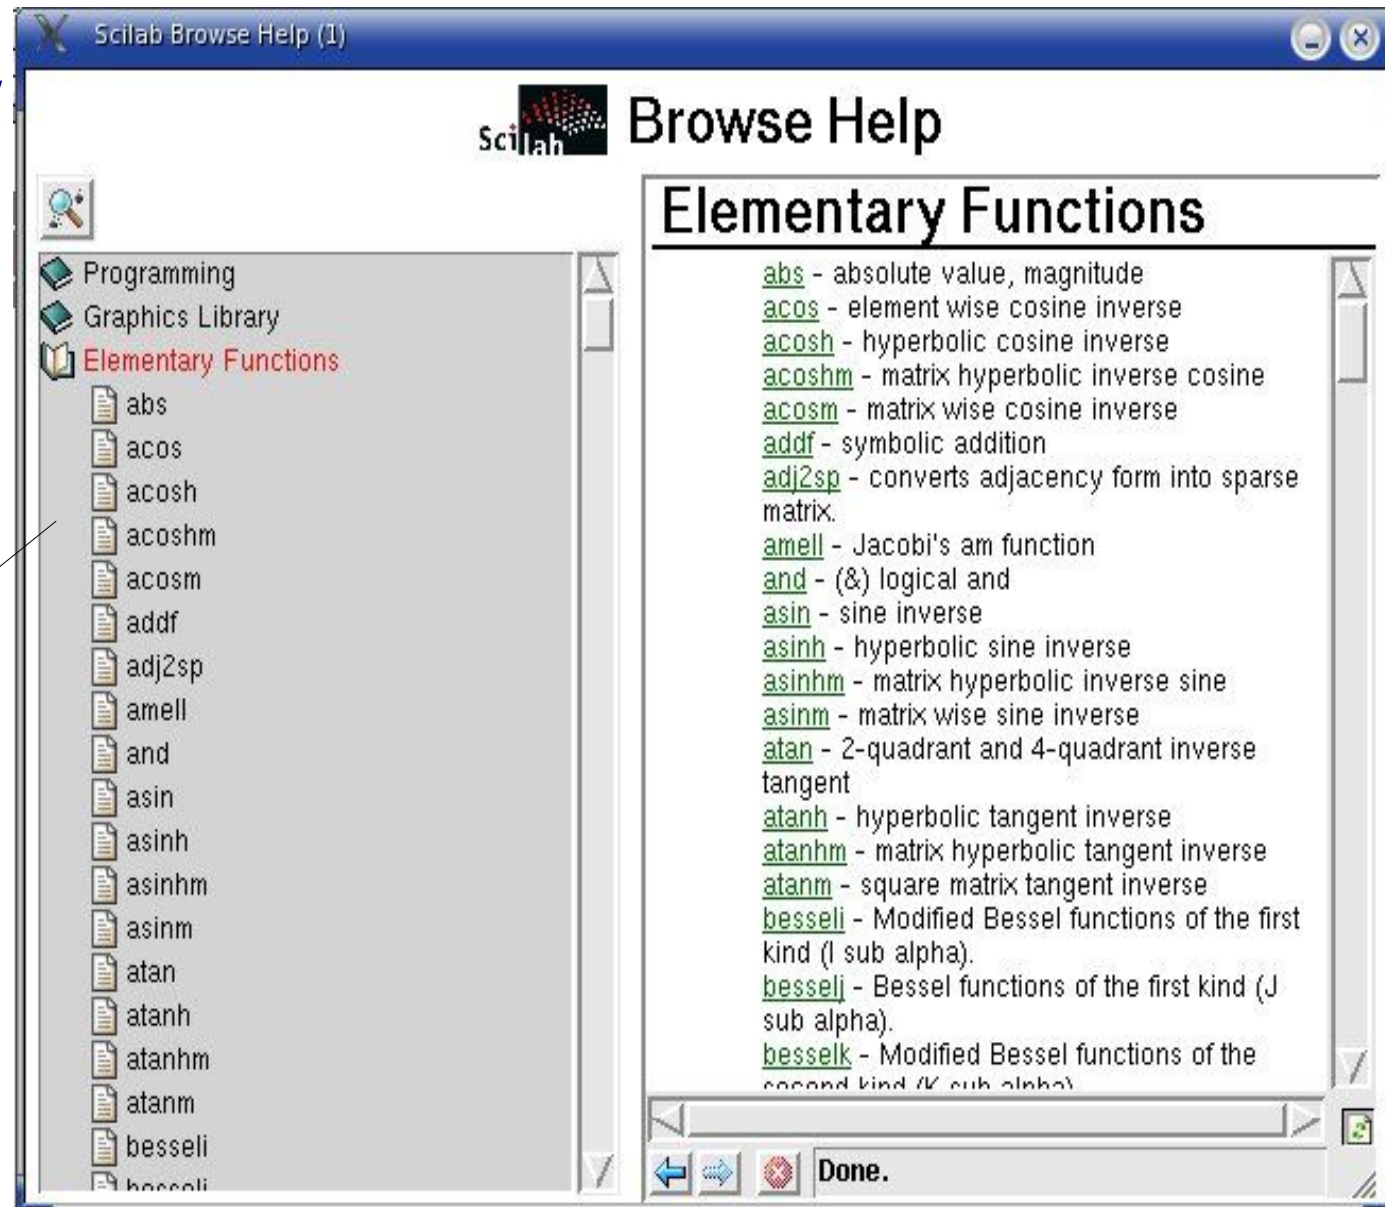 Scilab Browse Help (1)
Scilab Browse Help
Programming
Graphics Library
Elementary Functions
abs
acos
acosh
acoshm
acosm
addf
adj2sp
amell
and
asin
asinh
asinhm
asinm
atan
atanh
atanhm
atanm
besseli
Elementary Functions
abs - absolute value, magnitude
acos - element wise cosine inverse
acosh - hyperbolic cosine inverse
acoshm - matrix hyperbolic inverse cosine
acosm - matrix wise cosine inverse
addf - symbolic addition
adj2sp - converts adjacency form into sparse
matrix.
amell - Jacobi's am function
and - (&) logical and
asin - sine inverse
asinh - hyperbolic sine inverse
asinhm - matrix hyperbolic inverse sine
asinm - matrix wise sine inverse
atan - 2-quadrant and 4-quadrant inverse
tangent
atanh - hyperbolic tangent inverse
atanhm - matrix hyperbolic tangent inverse
atanm - square matrix tangent inverse
besseli - Modified Bessel functions of the first
kind (I sub alpha).
besselj - Bessel functions of the first kind (J
sub alpha).
besselk - Modified Bessel functions of the
second kind (K sub alpha)
Done.